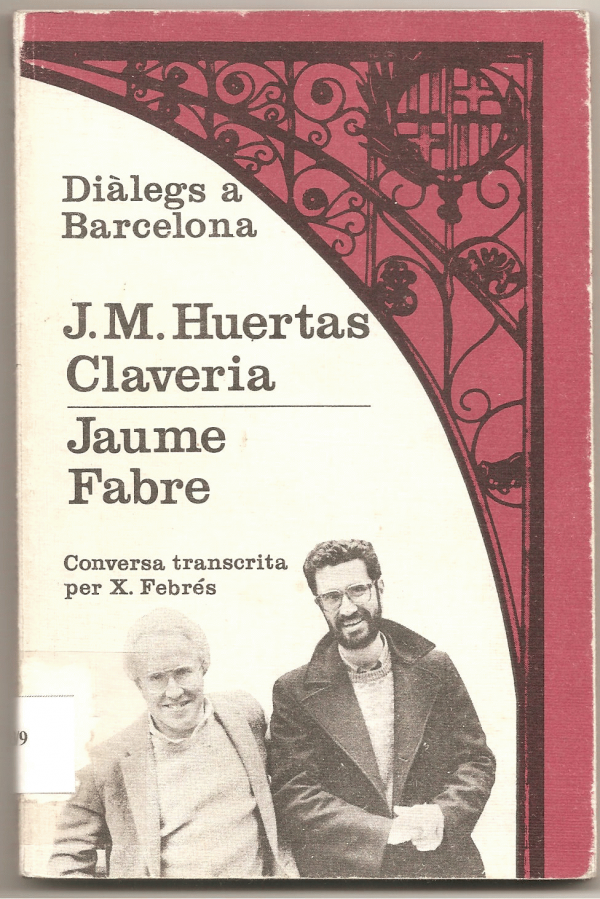 Diàlegs a
Barcelona
J. M. Huertas
Claveria
Jaume
Fabre
Conversa transcrita
per X. Febrés